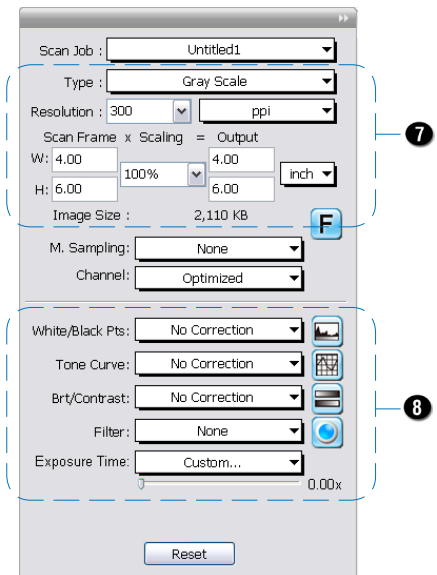 Scan Job : Untitled1
Type : Gray Scale
Resolution : 300 ppi
7
Scan Frame x Scaling = Output
W: 4.00 100% 4.00 inch
H: 6.00 6.00
Image Size : 2,110 KB
F
M. Sampling: None
Channel: Optimized
White/Black Pts: No Correction
Tone Curve: No Correction
Brt/Contrast: No Correction
8
Filter: None
Exposure Time: Custom...
0.00x
Reset